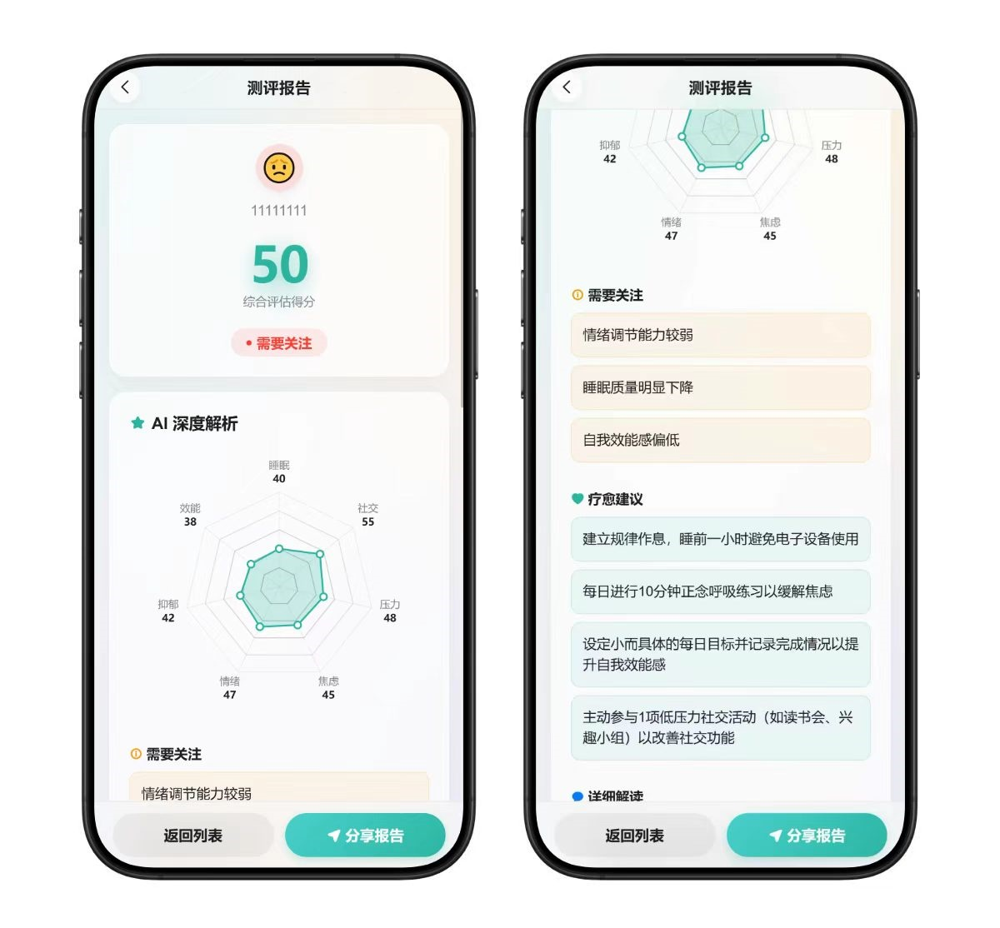 测评报告
11111111
50
综合评估得分
需要关注
AI 深度解析
睡眠
40
效能
38
社交
55
抑郁
42
压力
48
情绪
47
焦虑
45
需要关注
情绪调节能力较弱
返回列表
分享报告
测评报告
抑郁
42
压力
48
情绪
47
焦虑
45
需要关注
情绪调节能力较弱
睡眠质量明显下降
自我效能感偏低
疗愈建议
建立规律作息，睡前一小时避免电子设备使用
每日进行10分钟正念呼吸练习以缓解焦虑
设定小而具体的每日目标并记录完成情况以提
升自我效能感
主动参与1项低压力社交活动（如读书会、兴
趣小组）以改善社交功能
详细解读
返回列表
分享报告